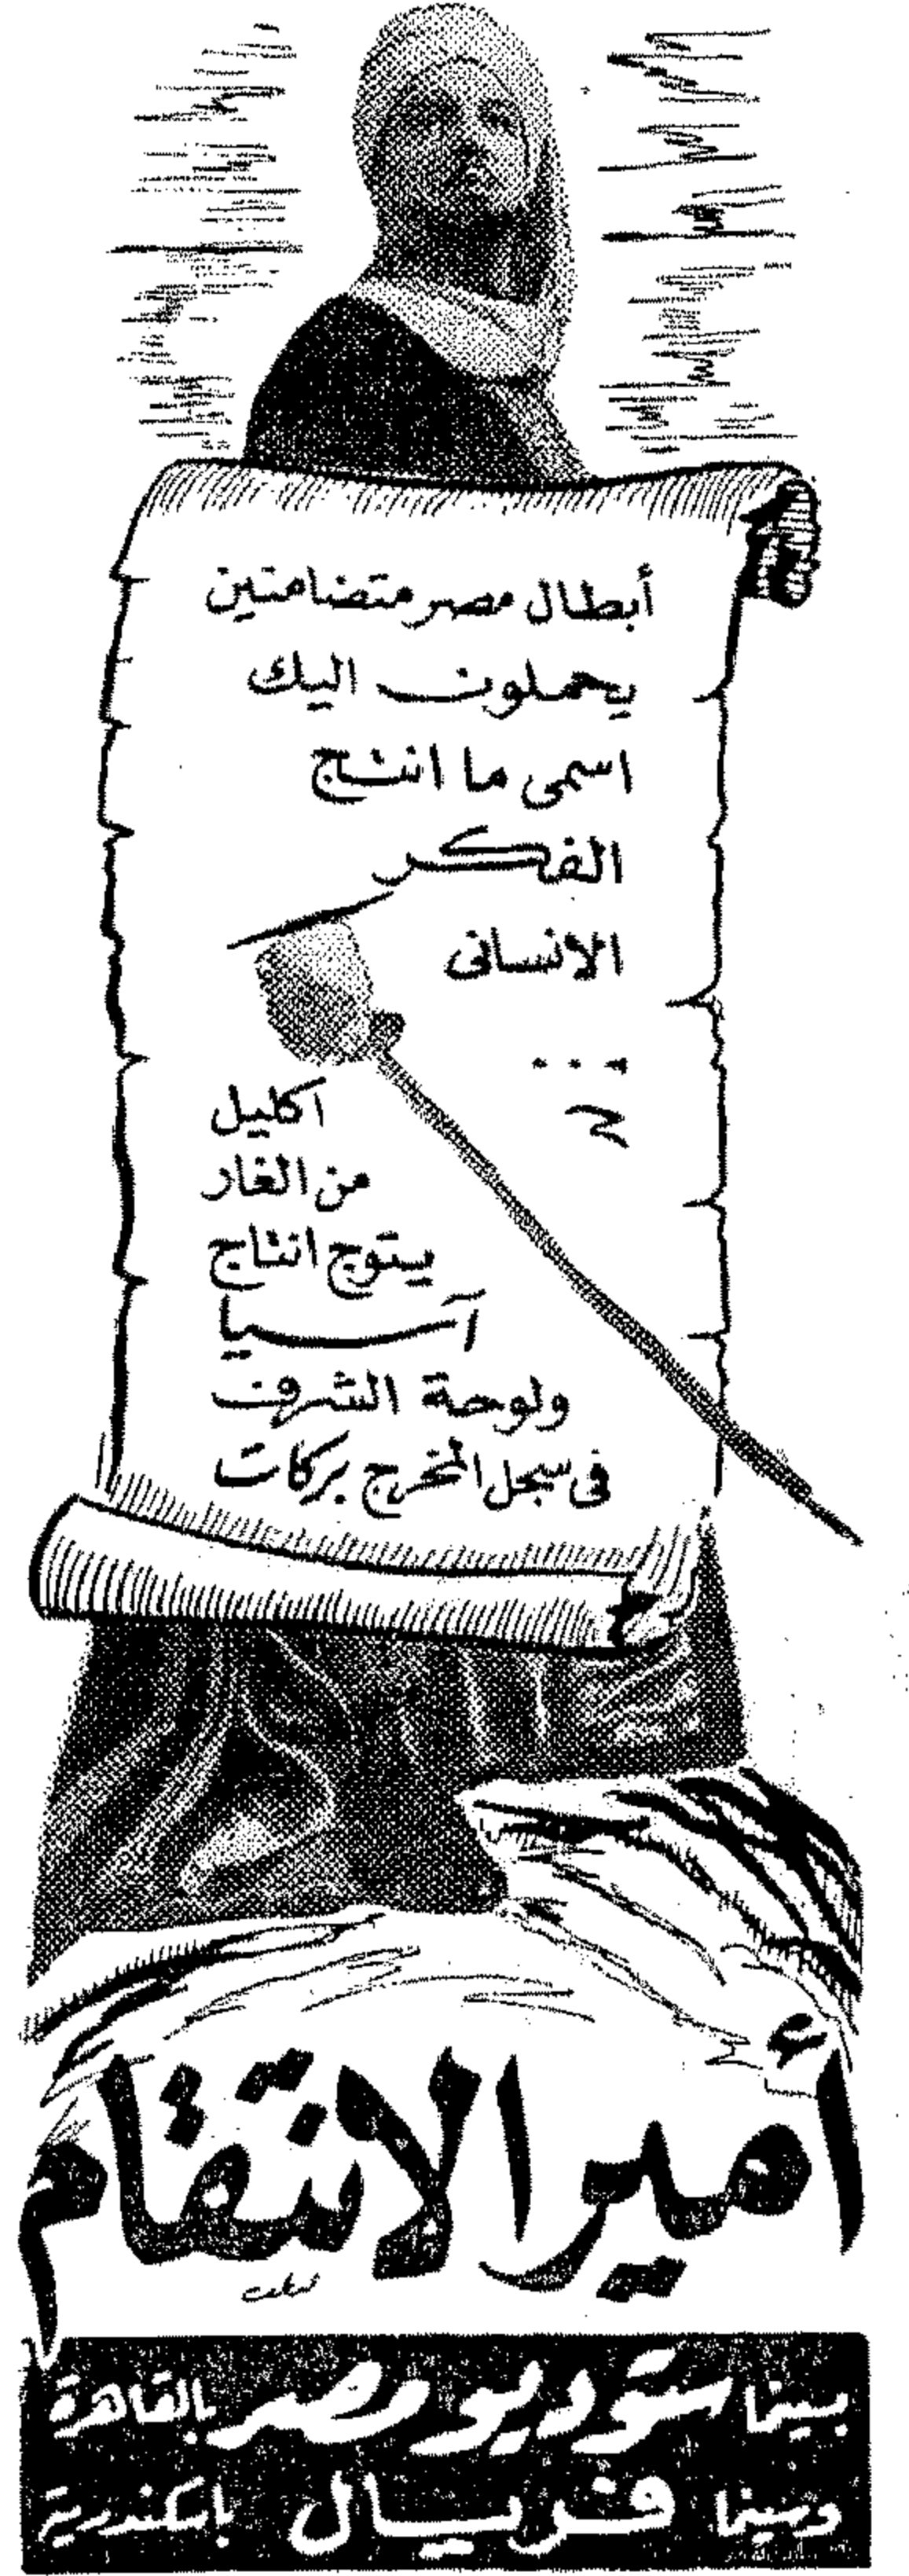 أبطال مصر متضامنين
يحملون اليك
اسمى ما انتج
الفكر
الانسانى
...
اكليل
من الغار
يتوج انتاج
آسيا
ولوحة الشرف
فى سجل المخرج بركات
أمير الانتقام
بسينما ستوديو مصر بالقاهرة
وسينما فريال باسكندرية